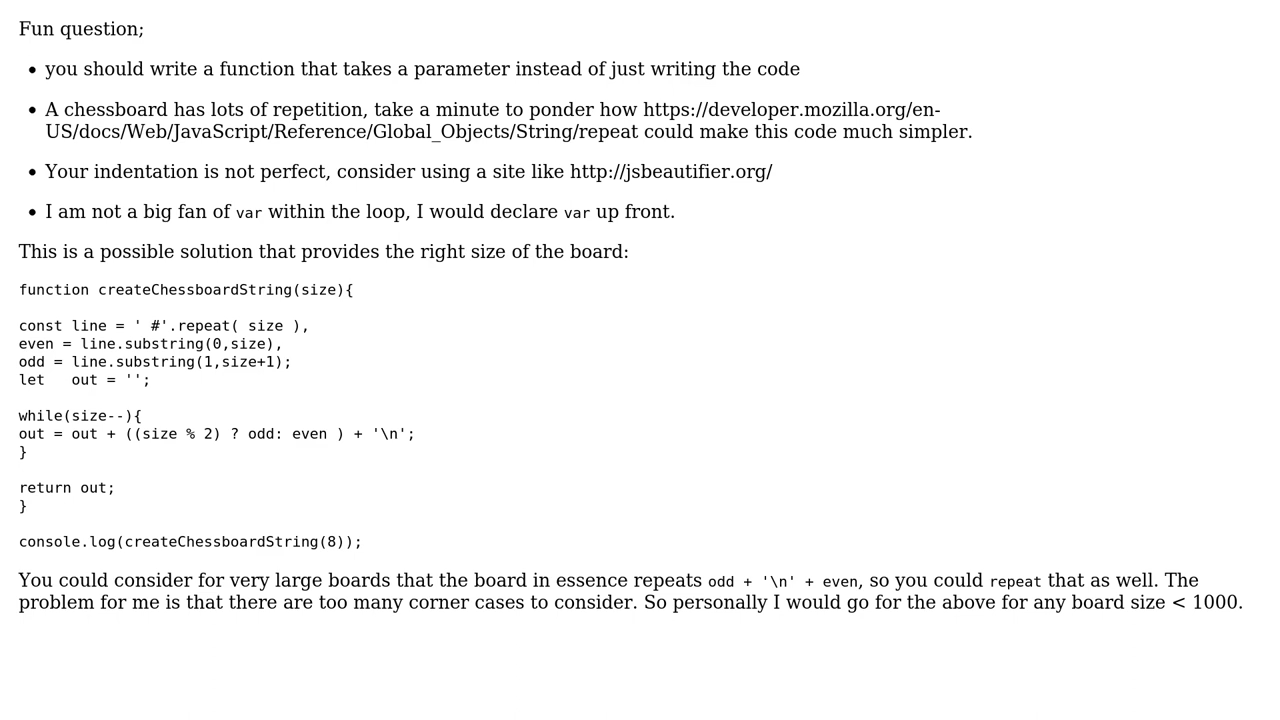 Fun question;
• you should write a function that takes a parameter instead of just writing the code
• A chessboard has lots of repetition, take a minute to ponder how https://developer.mozilla.org/en-
US/docs/Web/JavaScript/Reference/Global_Objects/String/repeat could make this code much simpler.
• Your indentation is not perfect, consider using a site like http://jsbeautifier.org/
• I am not a big fan of var within the loop, I would declare var up front.
This is a possible solution that provides the right size of the board:
function createChessboardString(size){
const line = ' #'.repeat( size ),
even = line.substring(0,size),
odd = line.substring(1,size+1);
let   out = '';
while(size--){
out = out + ((size % 2) ? odd: even ) + '\n';
}
return out;
}
console.log(createChessboardString(8));
You could consider for very large boards that the board in essence repeats odd + '\n' + even, so you could repeat that as well. The
problem for me is that there are too many corner cases to consider. So personally I would go for the above for any board size < 1000.